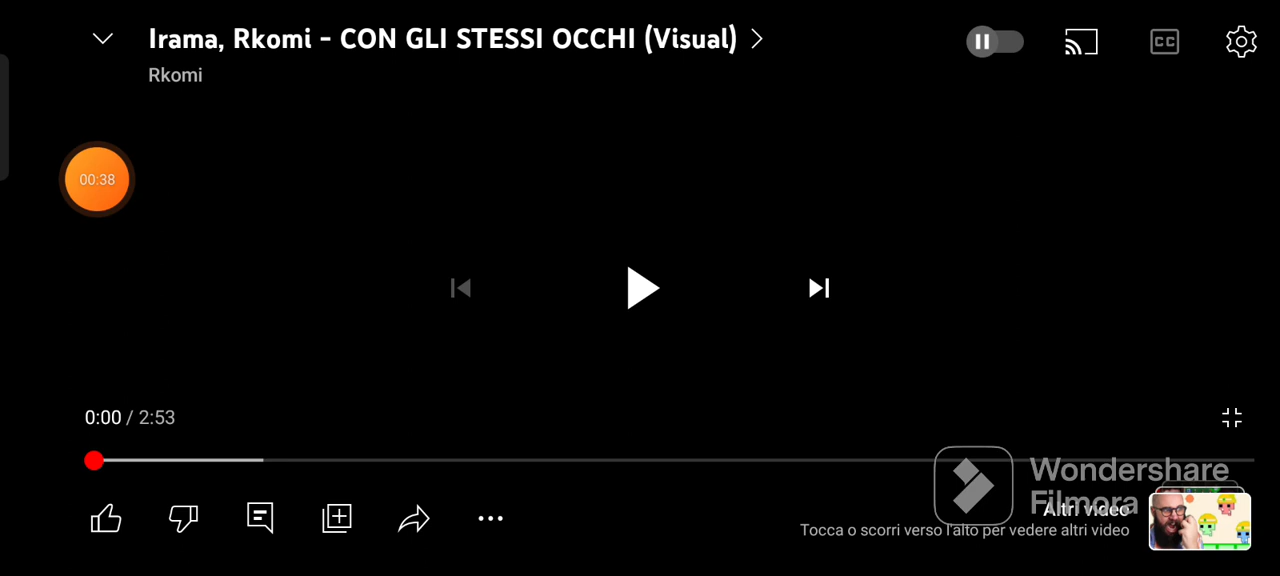 Irama, Rkomi - CON GLI STESSI OCCHI (Visual)
Rkomi
CC
00:38
0:00 / 2:53
Wondershare
Filmora
Altri video
Tocca o scorri verso l'alto per vedere altri video